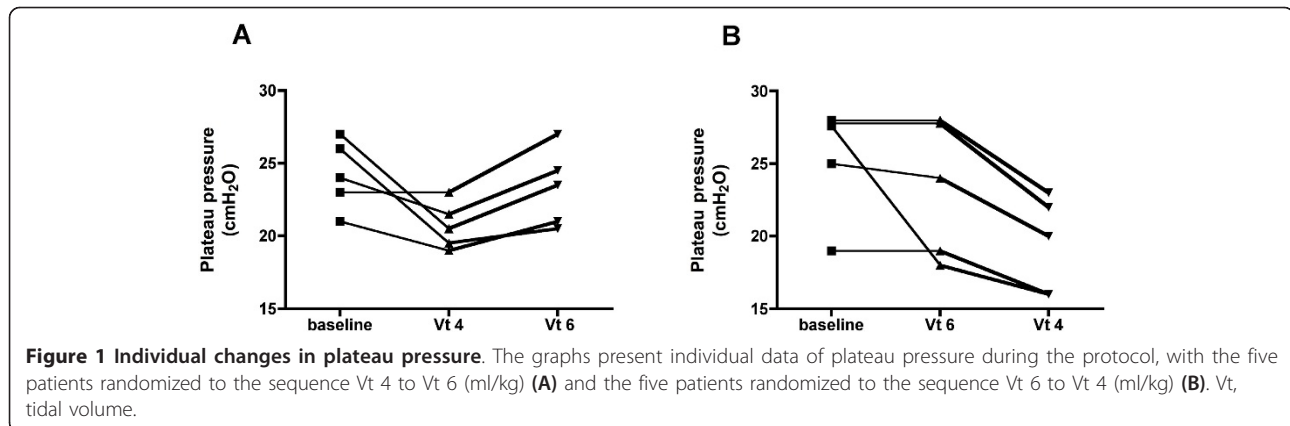 A
B
Plateau pressure
(cmH₂O)
30
25
20
15
baseline Vt 4 Vt 6
Plateau pressure
(cmH₂O)
30
25
20
15
baseline Vt 6 Vt 4
Figure 1 Individual changes in plateau pressure. The graphs present individual data of plateau pressure during the protocol, with the five
patients randomized to the sequence Vt 4 to Vt 6 (ml/kg) (A) and the five patients randomized to the sequence Vt 6 to Vt 4 (ml/kg) (B). Vt,
tidal volume.